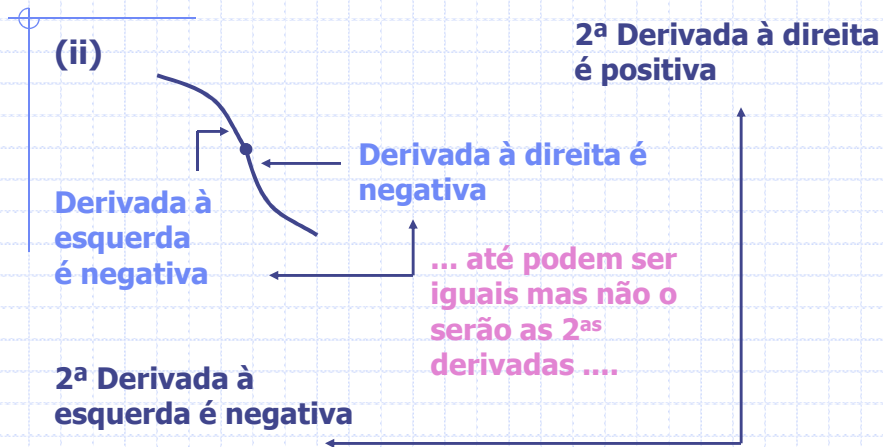 (ii)
2ª Derivada à direita
é positiva
Derivada à direita é
negativa
Derivada à
esquerda
é negativa
... até podem ser
iguais mas não o
serão as 2ᵃˢ
derivadas ....
2ª Derivada à
esquerda é negativa